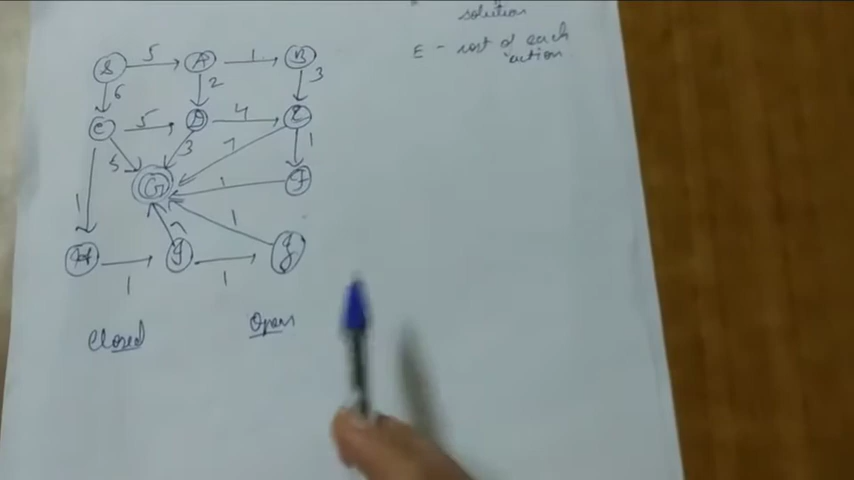 solution
E - cost of each
action
S 5 A 1 B
6 2 3
C 5 D 4 E
5 3 7 1
G 1 F
1 1
H 1 I 1 J
Closed Open